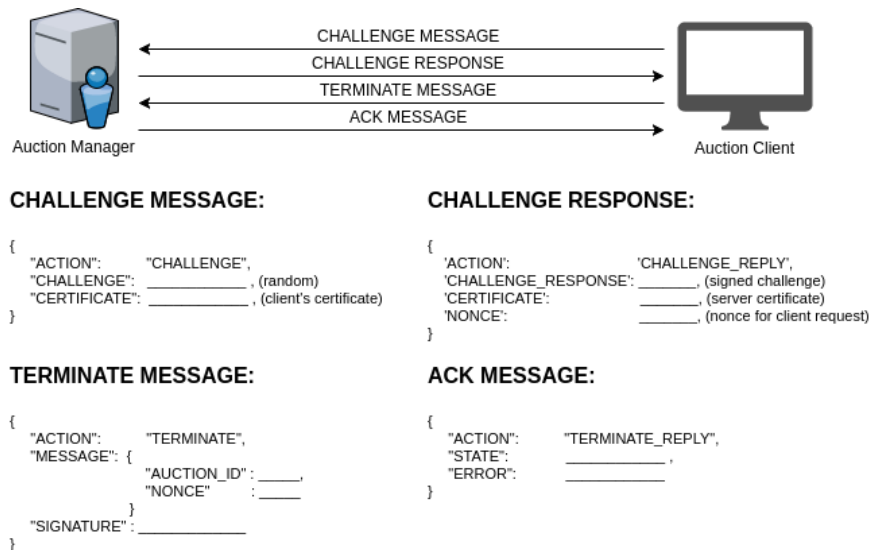 CHALLENGE MESSAGE
CHALLENGE RESPONSE
TERMINATE MESSAGE
ACK MESSAGE
Auction Manager
Auction Client
CHALLENGE MESSAGE:
{
"ACTION": "CHALLENGE",
"CHALLENGE": ____________ , (random)
"CERTIFICATE": ____________ , (client's certificate)
}
CHALLENGE RESPONSE:
{
'ACTION': 'CHALLENGE_REPLY',
'CHALLENGE_RESPONSE': _______, (signed challenge)
'CERTIFICATE': _______, (server certificate)
'NONCE': _______, (nonce for client request)
}
TERMINATE MESSAGE:
{
"ACTION": "TERMINATE",
"MESSAGE": {
"AUCTION_ID" : _____,
"NONCE" : _____
}
"SIGNATURE" : _____________
}
ACK MESSAGE:
{
"ACTION": "TERMINATE_REPLY",
"STATE": ____________ ,
"ERROR": ____________
}